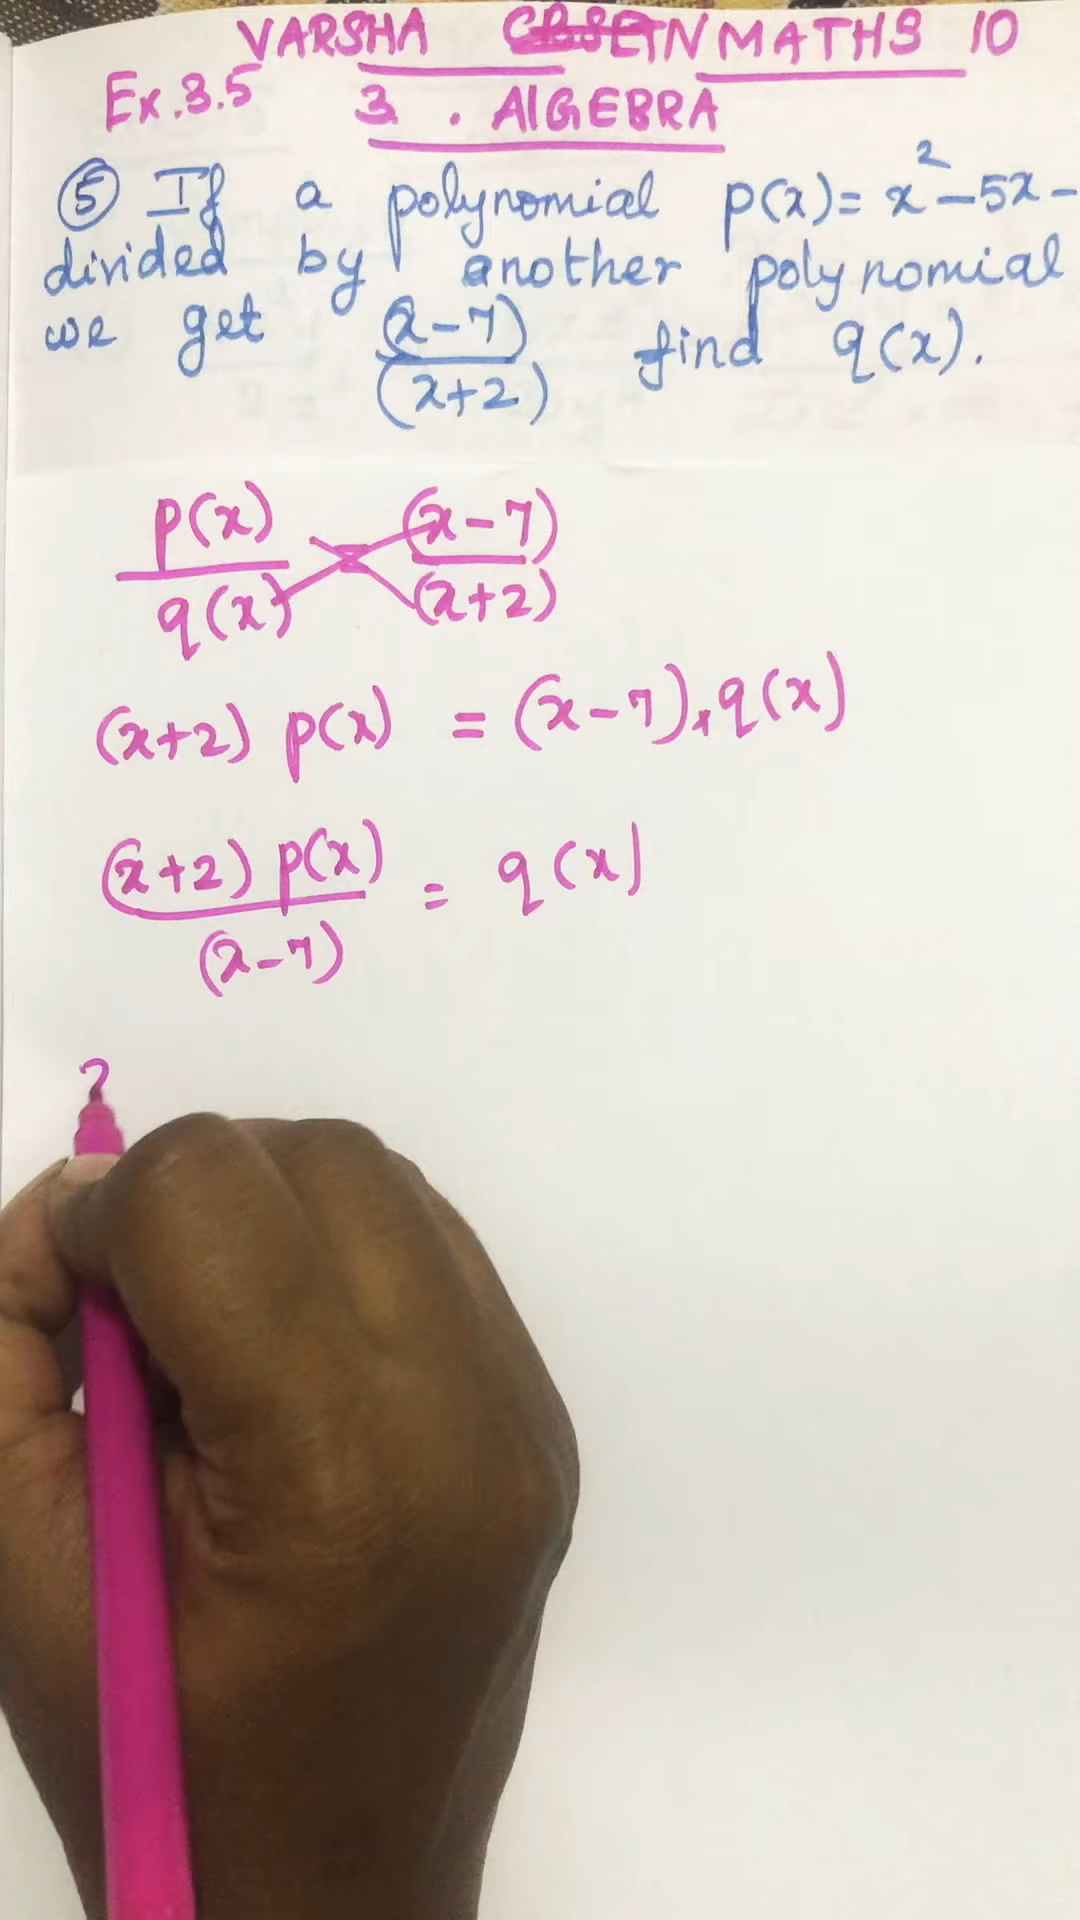 VARSHA TN MATHS 10
Ex.3.5 3. AlGEBRA
⑤ If a polynomial p(x)= x²-5x-
divided by another polynomial
we get (x-7)/(x+2) find q(x).
p(x)/q(x) (x-7)/(x+2)
(x+2) p(x) = (x-7) × q(x)
(x+2) p(x)/(x-7) = q(x)